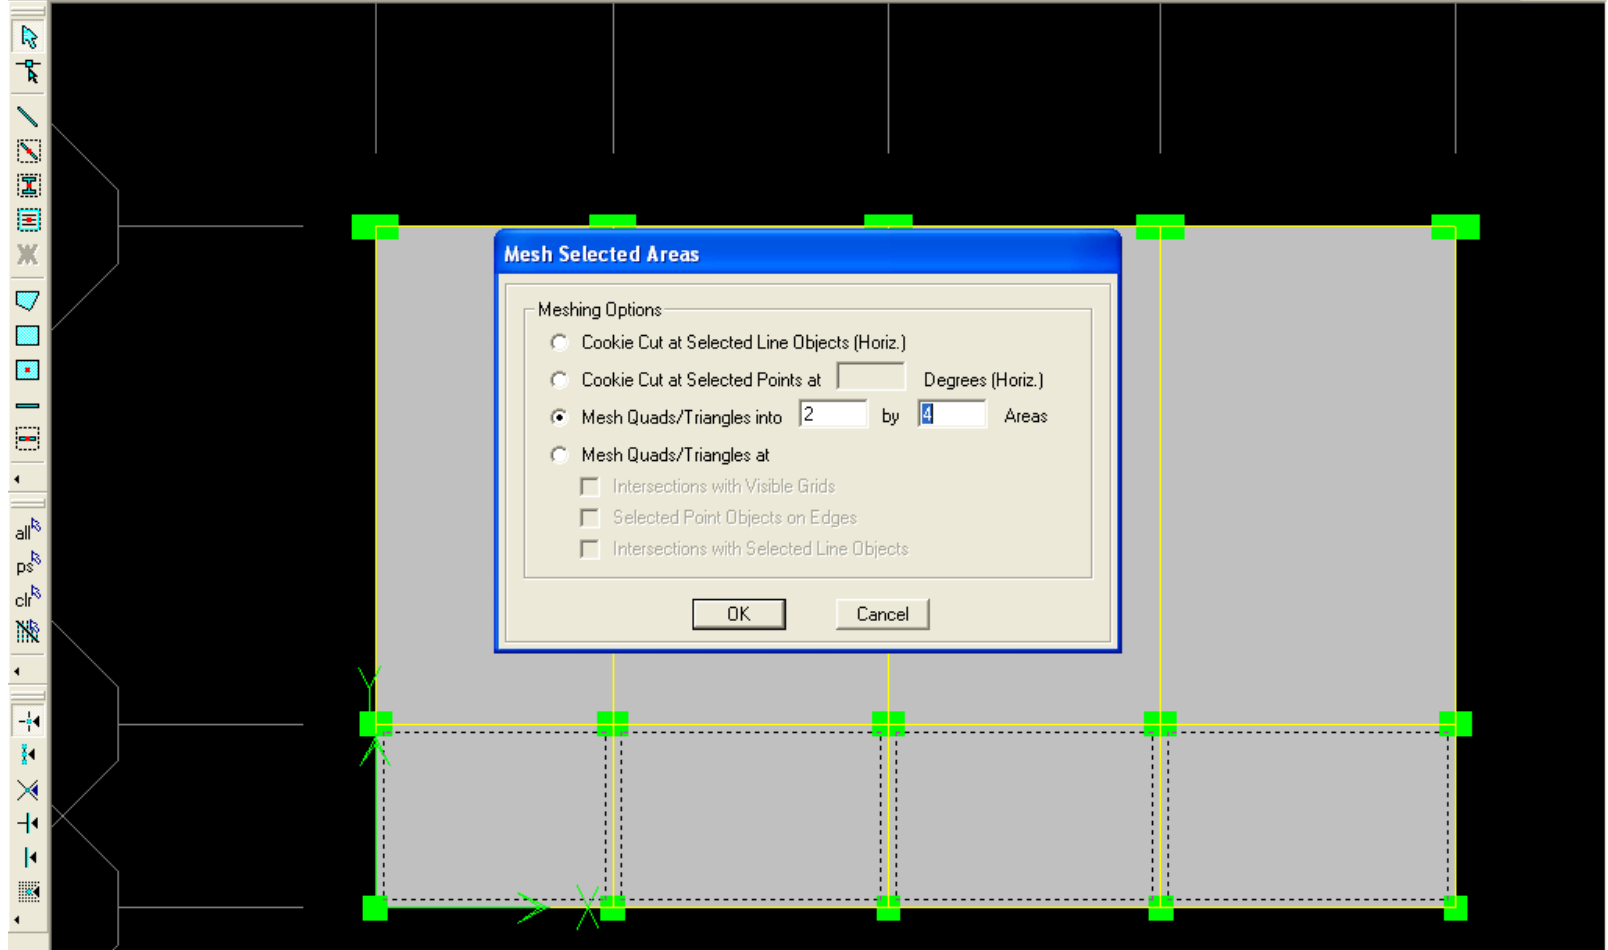 Mesh Selected Areas
Meshing Options
Cookie Cut at Selected Line Objects (Horiz.)
Cookie Cut at Selected Points at Degrees (Horiz.)
Mesh Quads/Triangles into 2 by 4 Areas
Mesh Quads/Triangles at
Intersections with Visible Grids
Selected Point Objects on Edges
Intersections with Selected Line Objects
OK Cancel
all
ps
clr
Y
X